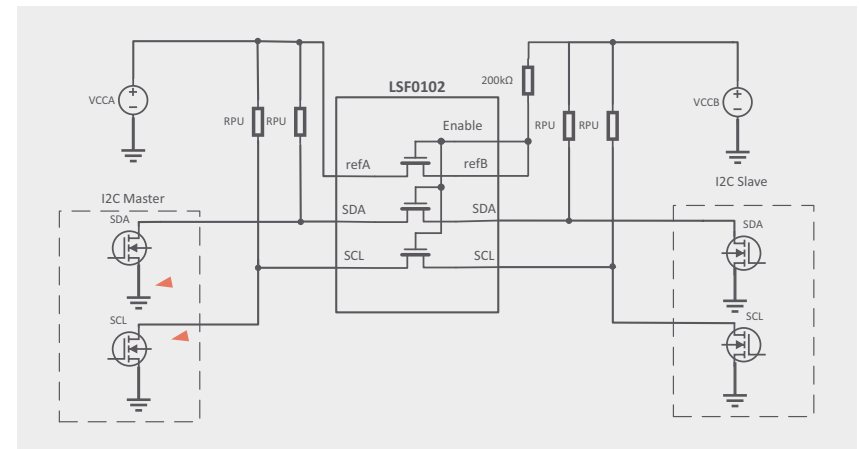 LSF0102
200kΩ
VCCA
VCCB
RPU
RPU
RPU
RPU
Enable
refA
refB
I2C Master
I2C Slave
SDA
SDA
SDA
SDA
SCL
SCL
SCL
SCL